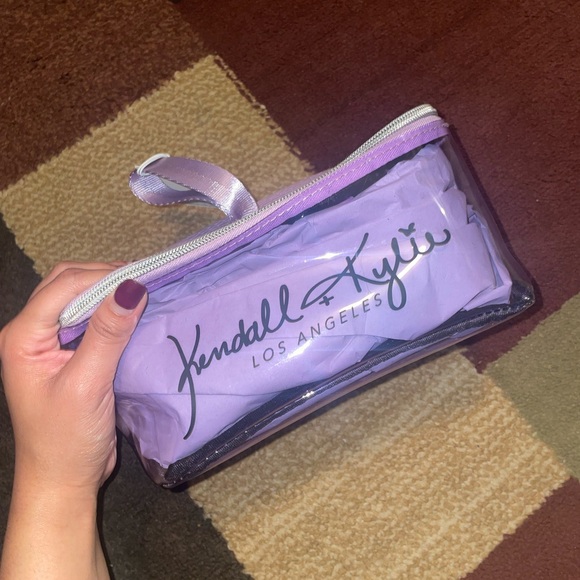 Kendall + Kylie
LOS ANGELES